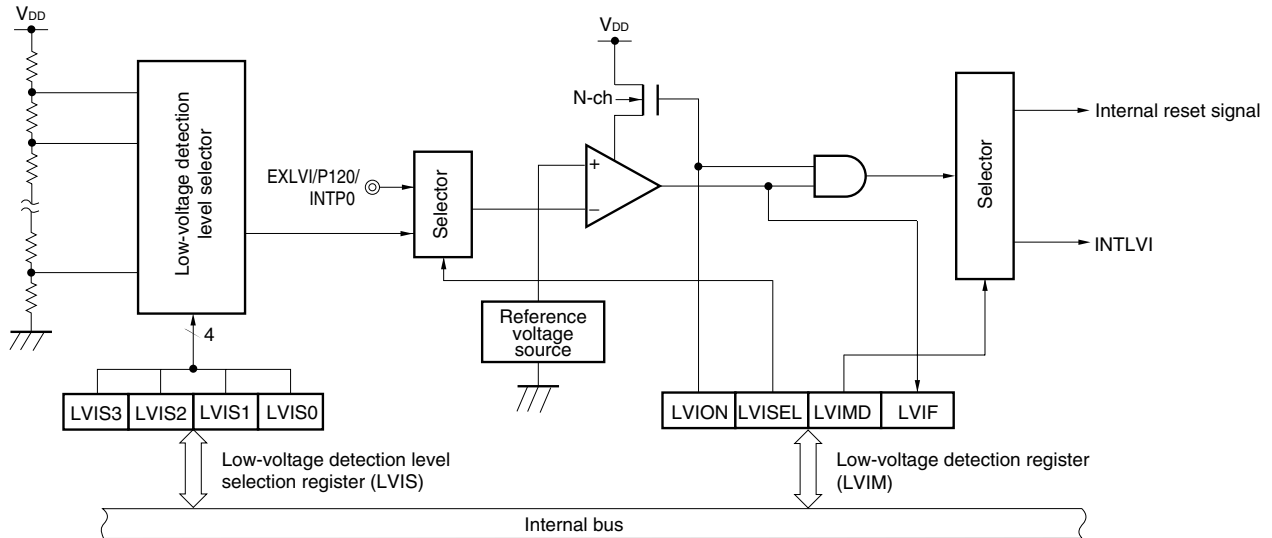 VDD
Low-voltage detection
level selector
4
LVIS3 LVIS2 LVIS1 LVIS0
Low-voltage detection level
selection register (LVIS)
EXLVI/P120/
INTP0
Selector
VDD
N-ch
+
−
Reference
voltage
source
Selector
Internal reset signal
INTLVI
LVION LVISEL LVIMD LVIF
Low-voltage detection register
(LVIM)
Internal bus